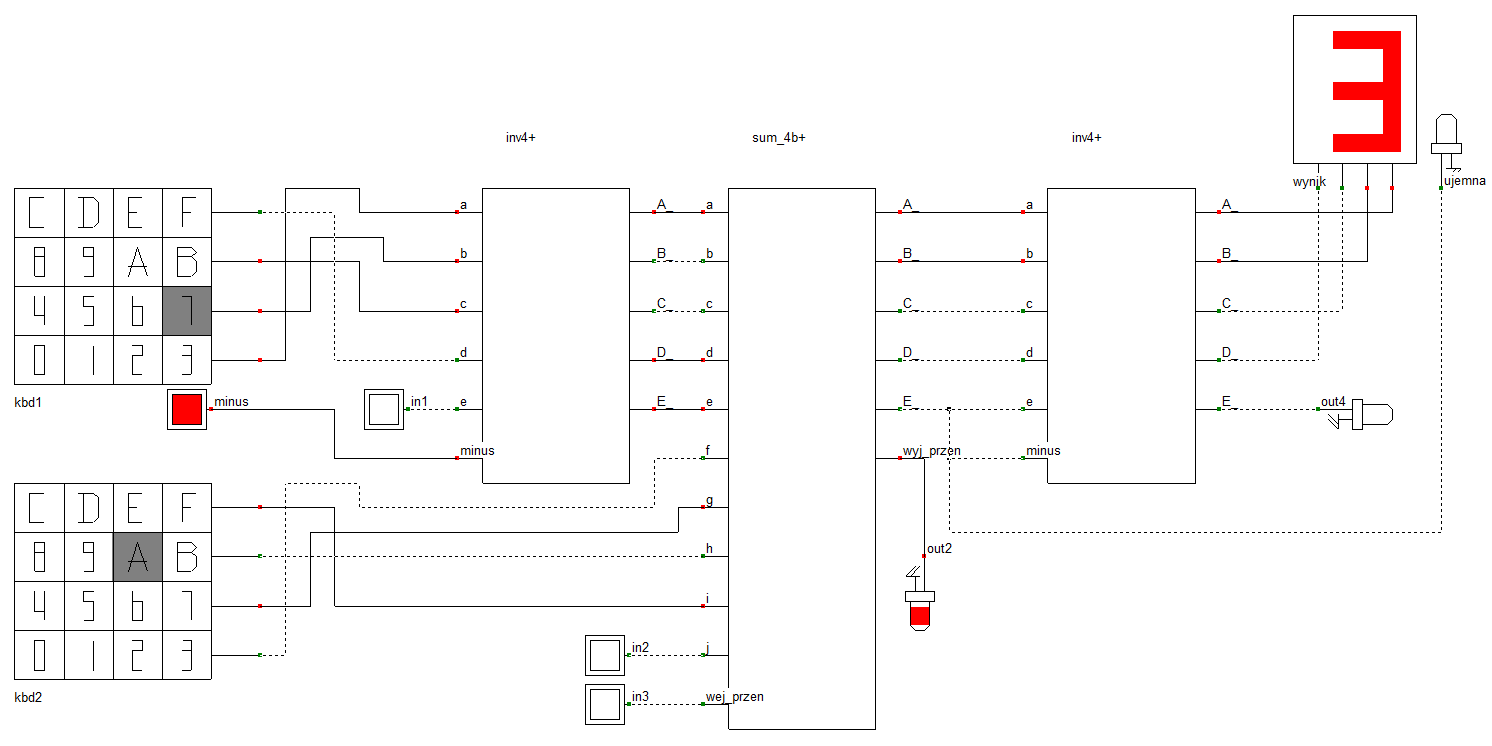 inv4+ sum_4b+ inv4+
3
wynik ujemna
C D E F
8 9 A B
4 5 6 7
0 1 2 3
kbd1
minus
in1
a A_ a A_ a A_
b B_ b B_ b B_
c C_ c C_ c C_
d D_ d D_ d D_
e E_ e E_ e E_
out4
minus f wyj_przen minus
g
h
i
j
wej_przen
out2
C D E F
8 9 A B
4 5 6 7
0 1 2 3
kbd2
in2
in3